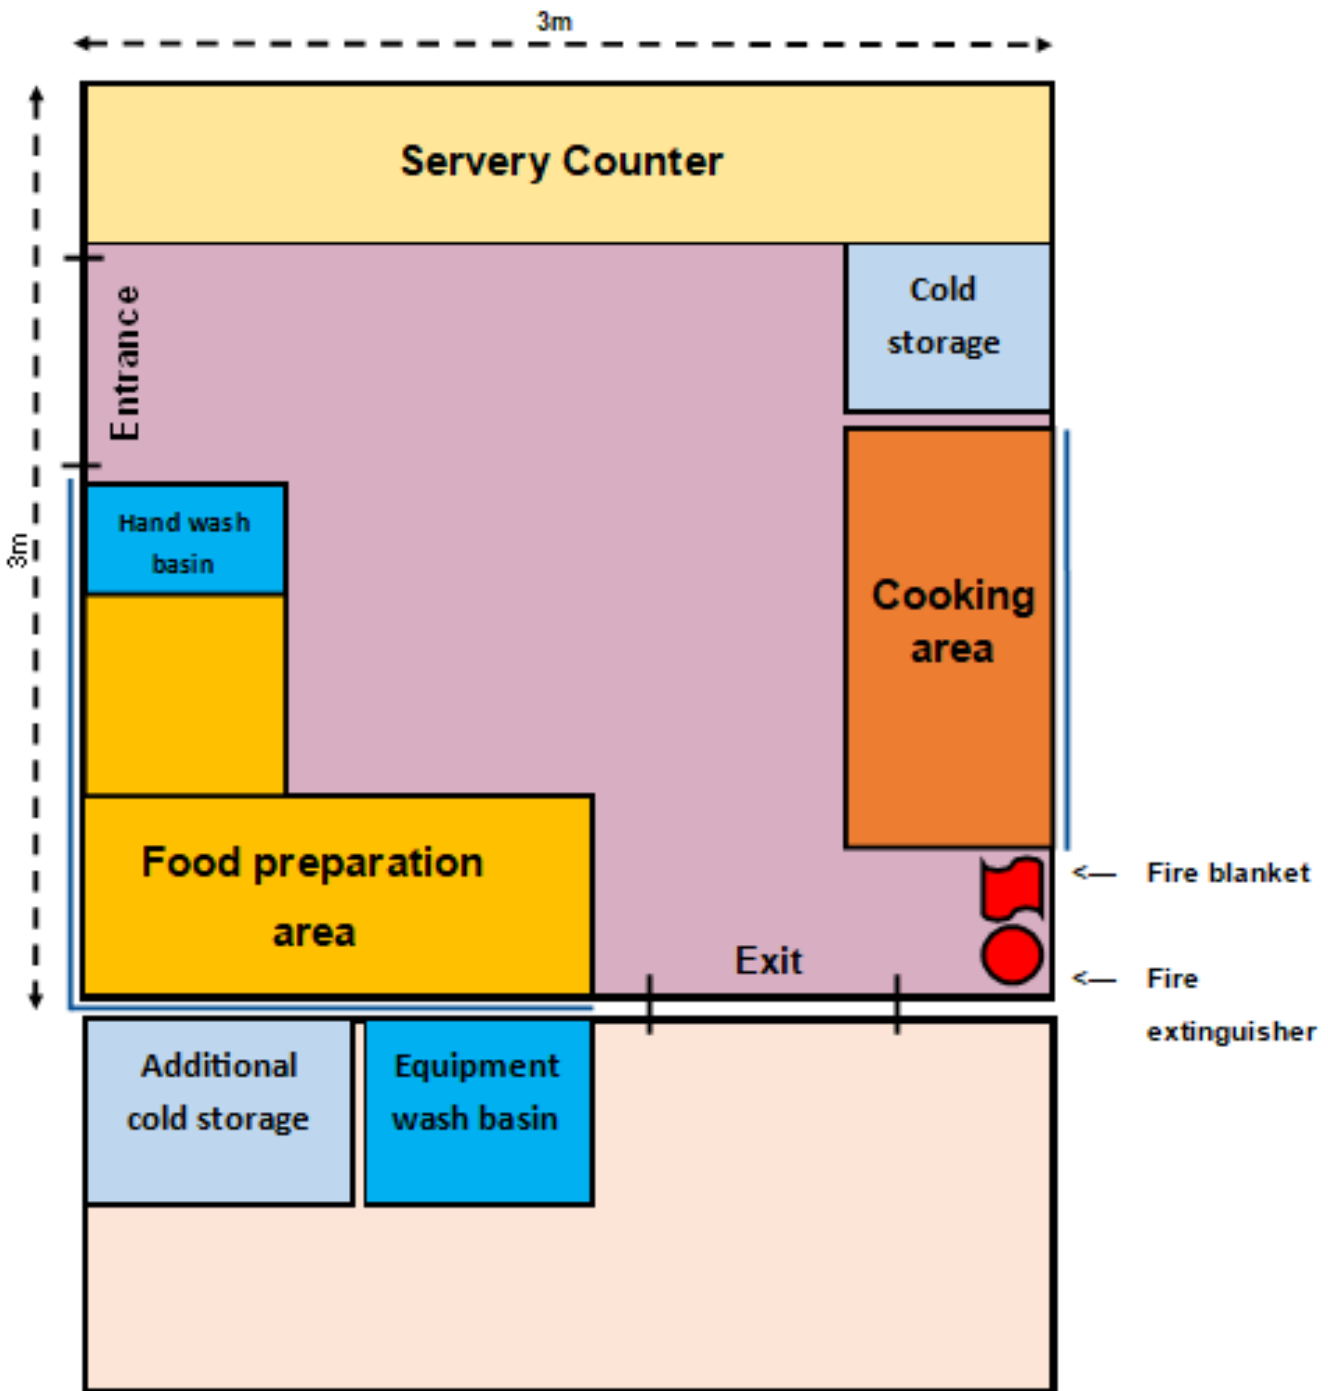 3m
Servery Counter
Cold
storage
Entrance
Hand wash
basin
3m
Cooking
area
Food preparation
area
<— Fire blanket
Exit
<— Fire
extinguisher
Additional
cold storage
Equipment
wash basin